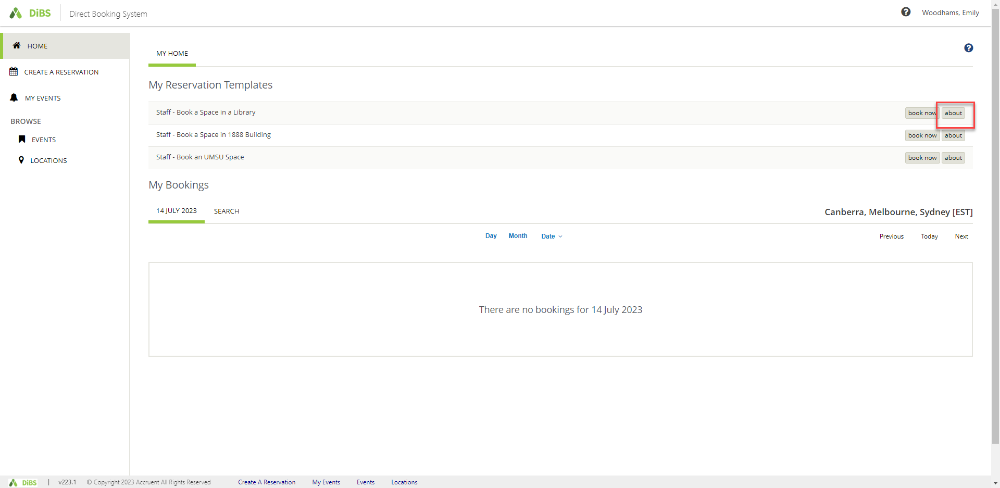 DiBS
Direct Booking System
Woodhams, Emily
HOME
CREATE A RESERVATION
MY EVENTS
BROWSE
EVENTS
LOCATIONS
MY HOME
My Reservation Templates
Staff - Book a Space in a Library
book now about
Staff - Book a Space in 1888 Building
book now about
Staff - Book an UMSU Space
book now about
My Bookings
14 JULY 2023 SEARCH
Canberra, Melbourne, Sydney [EST]
Day Month Date
Previous Today Next
There are no bookings for 14 July 2023
DiBS | v223.1 © Copyright 2023 Accruent All Rights Reserved Create A Reservation My Events Events Locations